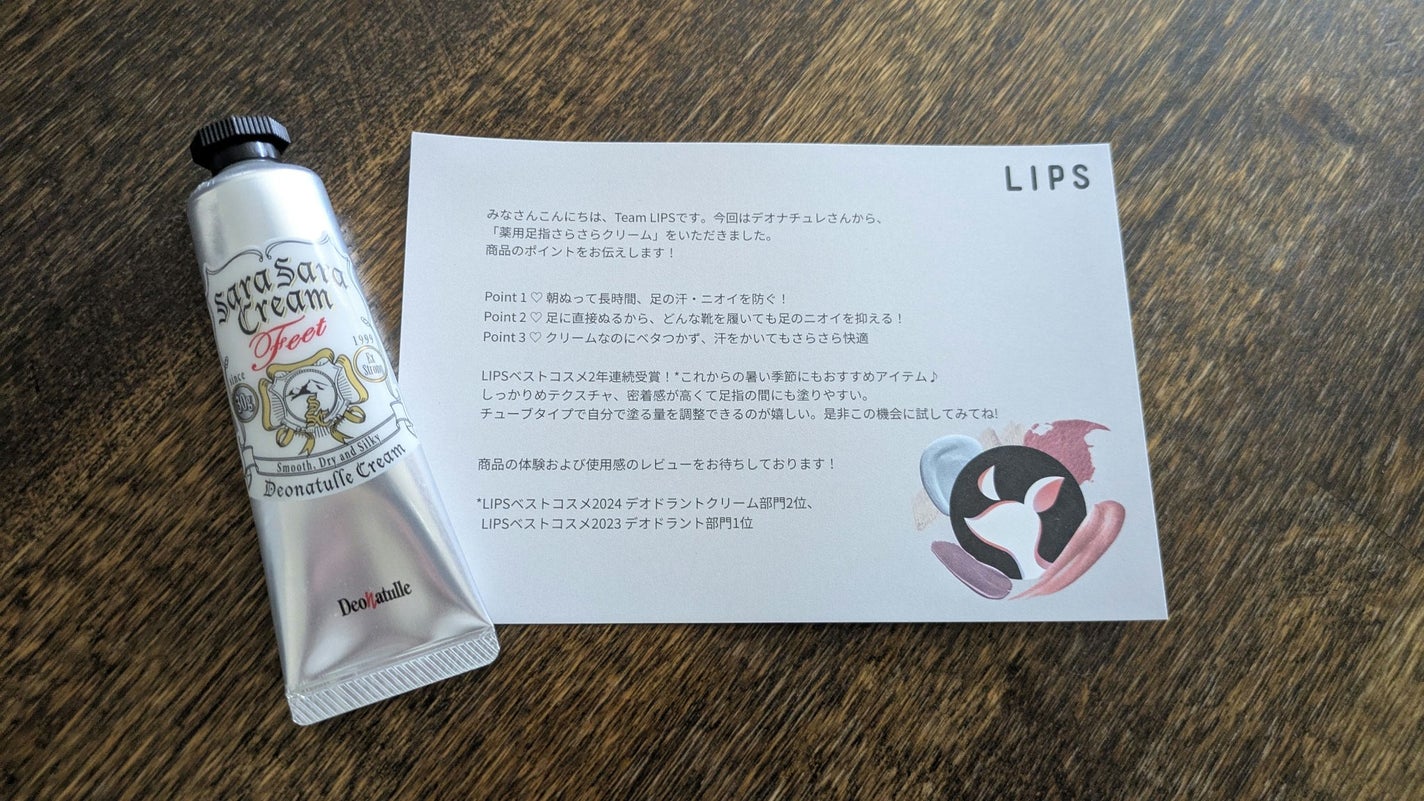 Sara Sara
Cream
Feet
since
1999
30g
Ex
Strong
Smooth, Dry and Silky
Deonatulle Cream
Deonatulle
LIPS
みなさんこんにちは、Team LIPSです。今回はデオナチュレさんから、
「薬用足指さらさらクリーム」をいただきました。
商品のポイントをお伝えします！
Point 1 ♡ 朝ぬって長時間、足の汗・ニオイを防ぐ！
Point 2 ♡ 足に直接ぬるから、どんな靴を履いても足のニオイを抑える！
Point 3 ♡ クリームなのにベタつかず、汗をかいてもさらさら快適
LIPSベストコスメ2年連続受賞！*これからの暑い季節にもおすすめアイテム♪
しっかりめテクスチャ、密着感が高くて足指の間にも塗りやすい。
チューブタイプで自分で塗る量を調整できるのが嬉しい。是非この機会に試してみてね!
商品の体験および使用感のレビューをお待ちしております！
*LIPSベストコスメ2024 デオドラントクリーム部門2位、
LIPSベストコスメ2023 デオドラント部門1位